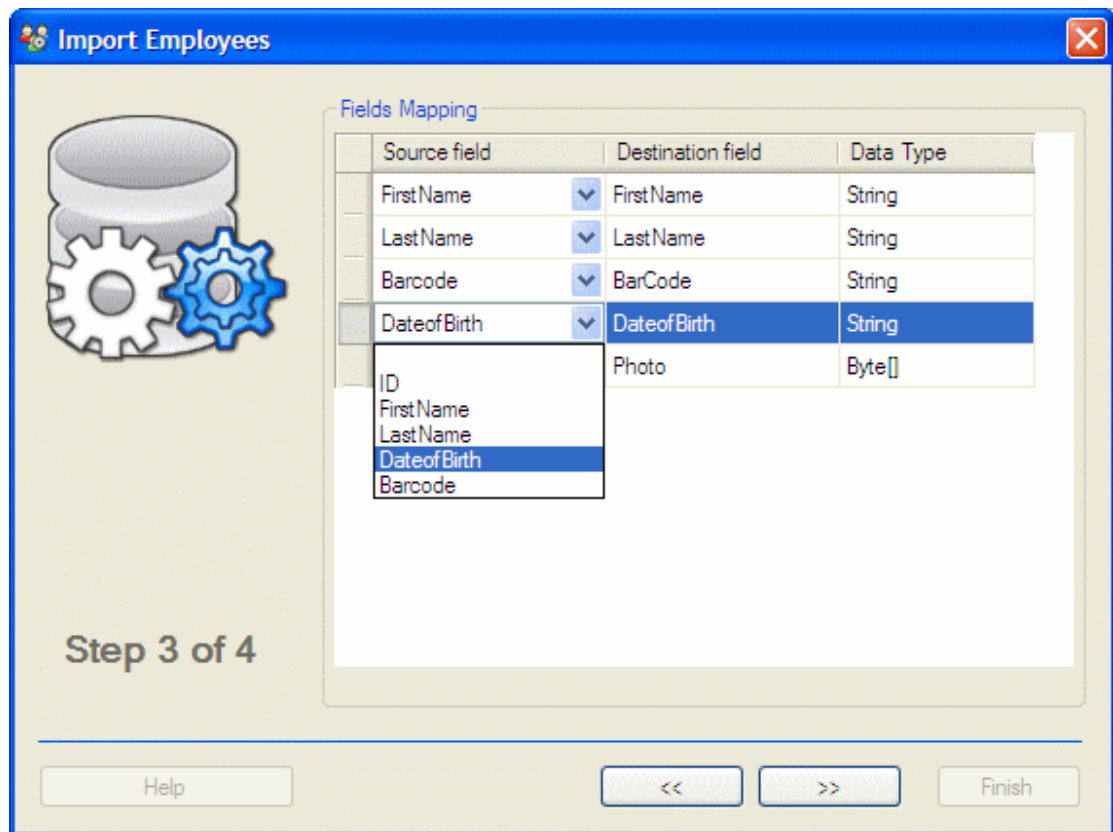 Import Employees
Fields Mapping
Source field Destination field Data Type
FirstName FirstName String
LastName LastName String
Barcode BarCode String
DateofBirth DateofBirth String
Photo Byte[]
ID
FirstName
LastName
DateofBirth
Barcode
Step 3 of 4
Help << >> Finish